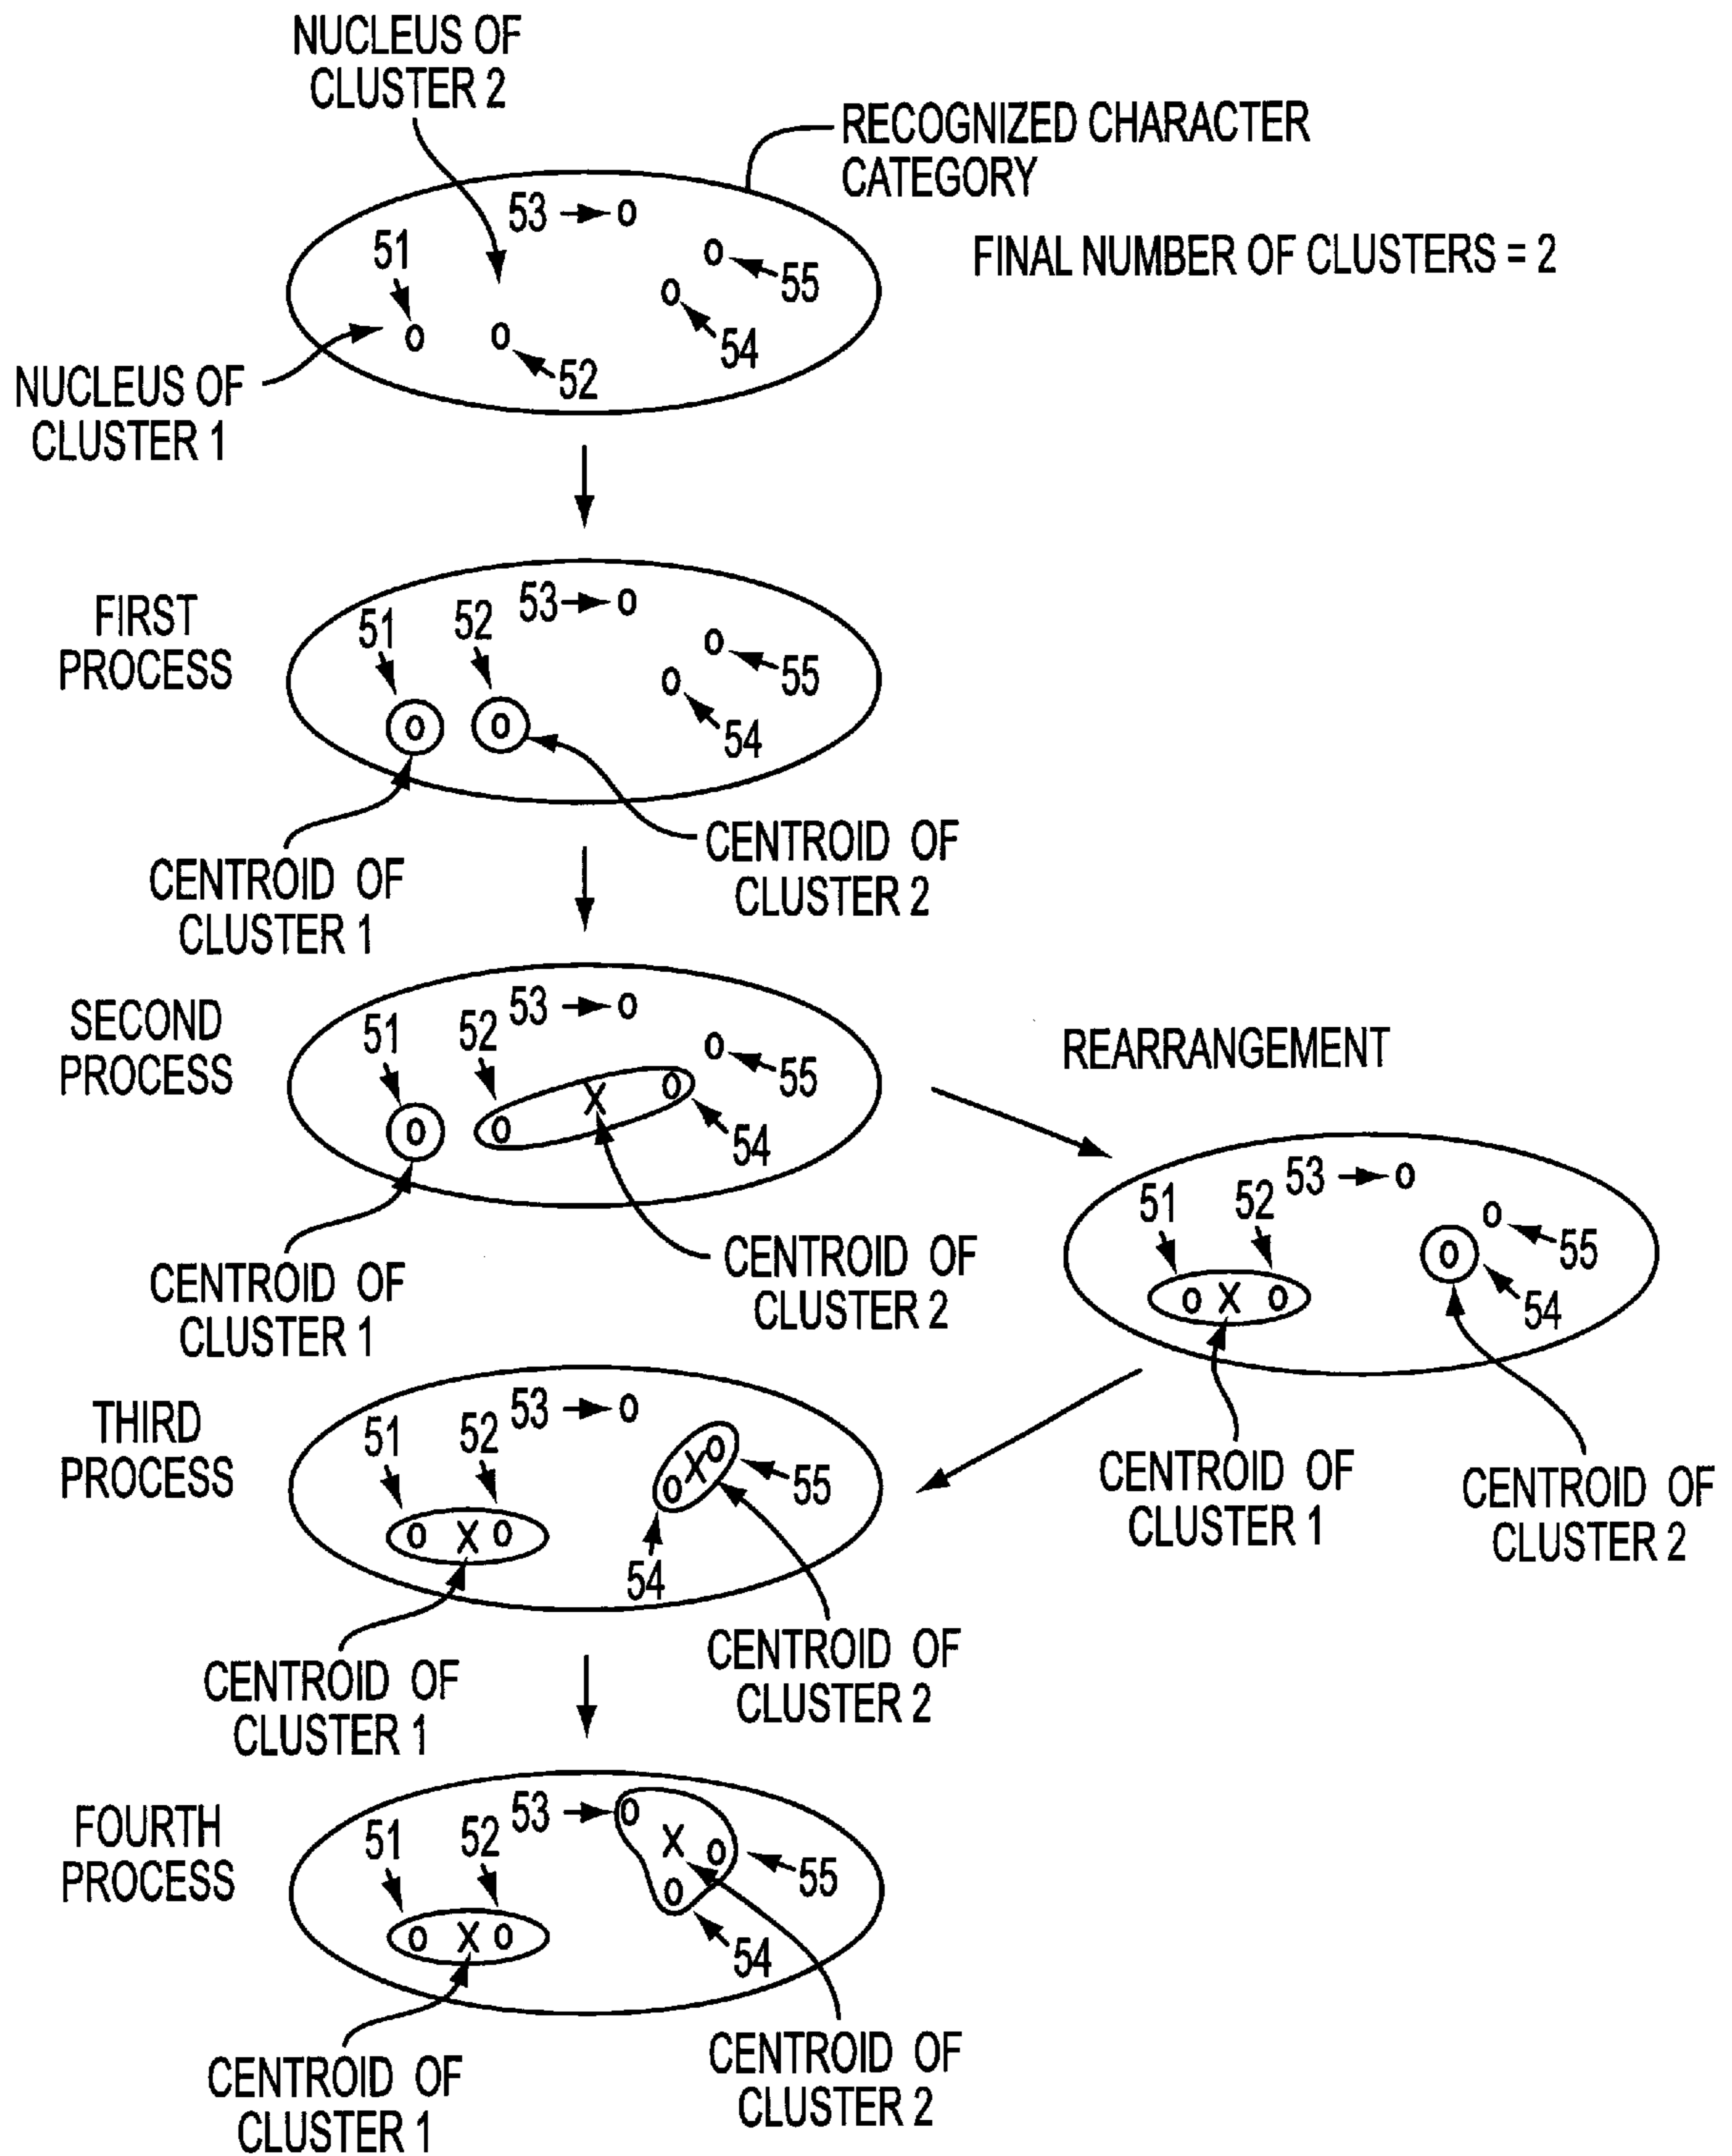 NUCLEUS OF
CLUSTER 2
RECOGNIZED CHARACTER
CATEGORY
FINAL NUMBER OF CLUSTERS = 2
53
51
55
54
52
NUCLEUS OF
CLUSTER 1
FIRST
PROCESS
51
52
53
55
54
CENTROID OF
CLUSTER 1
CENTROID OF
CLUSTER 2
SECOND
PROCESS
51
52
53
55
54
CENTROID OF
CLUSTER 1
CENTROID OF
CLUSTER 2
REARRANGEMENT
51
52
53
55
54
CENTROID OF
CLUSTER 1
CENTROID OF
CLUSTER 2
THIRD
PROCESS
51
52
53
55
54
CENTROID OF
CLUSTER 1
CENTROID OF
CLUSTER 2
FOURTH
PROCESS
51
52
53
55
54
CENTROID OF
CLUSTER 1
CENTROID OF
CLUSTER 2